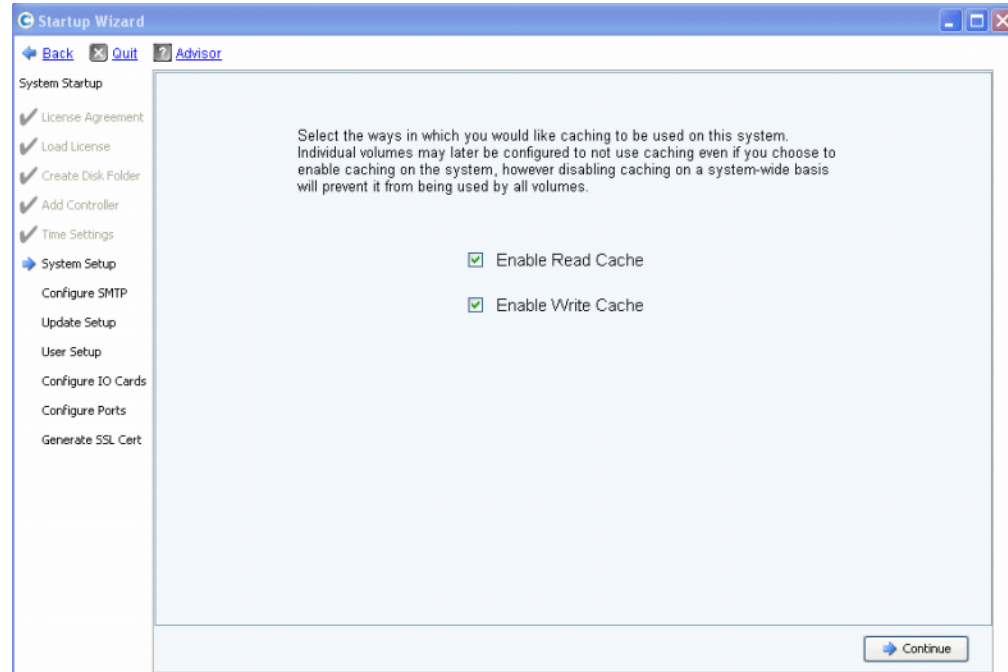 Startup Wizard
Back Quit Advisor
System Startup
License Agreement
Load License
Create Disk Folder
Add Controller
Time Settings
System Setup
Configure SMTP
Update Setup
User Setup
Configure IO Cards
Configure Ports
Generate SSL Cert
Select the ways in which you would like caching to be used on this system.
Individual volumes may later be configured to not use caching even if you choose to
enable caching on the system, however disabling caching on a system-wide basis
will prevent it from being used by all volumes.
Enable Read Cache
Enable Write Cache
Continue